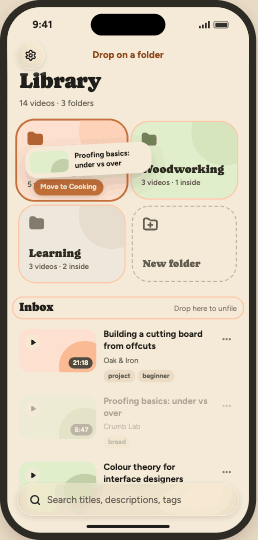 9:41
Drop on a folder
Library
14 videos · 3 folders
Proofing basics:
under vs over
5
Move to Cooking
Woodworking
3 videos · 1 inside
Learning
3 videos · 2 inside
New folder
Inbox
Drop here to unfile
Building a cutting board
from offcuts
Oak & Iron
project
beginner
21:18
Proofing basics: under vs
over
Crumb Lab
bread
8:47
Colour theory for
interface designers
Search titles, descriptions, tags